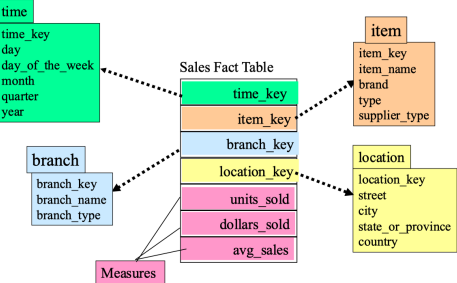 time
time_key
day
day_of_the_week
month
quarter
year
item
item_key
item_name
brand
type
supplier_type
Sales Fact Table
time_key
item_key
branch_key
location_key
units_sold
dollars_sold
avg_sales
branch
branch_key
branch_name
branch_type
location
location_key
street
city
state_or_province
country
Measures